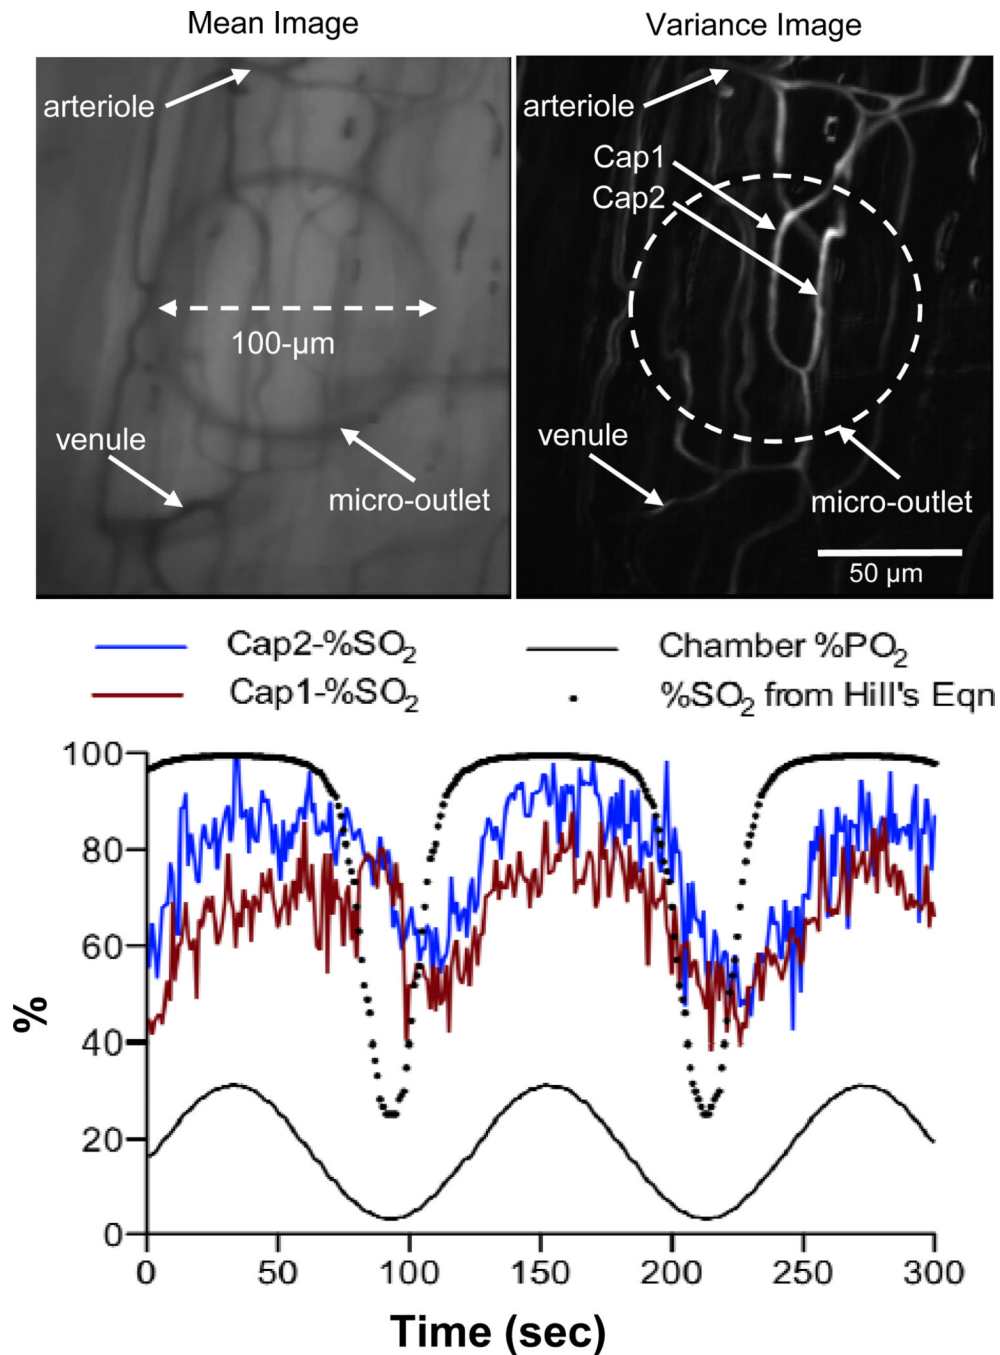 Mean Image
Variance Image
arteriole
100-µm
venule
micro-outlet
arteriole
Cap1
Cap2
venule
micro-outlet
50 µm
Cap2-%SO2
Chamber %PO2
Cap1-%SO2
%SO2 from Hill's Eqn
100
80
60
40
20
0
%
0 50 100 150 200 250 300
Time (sec)